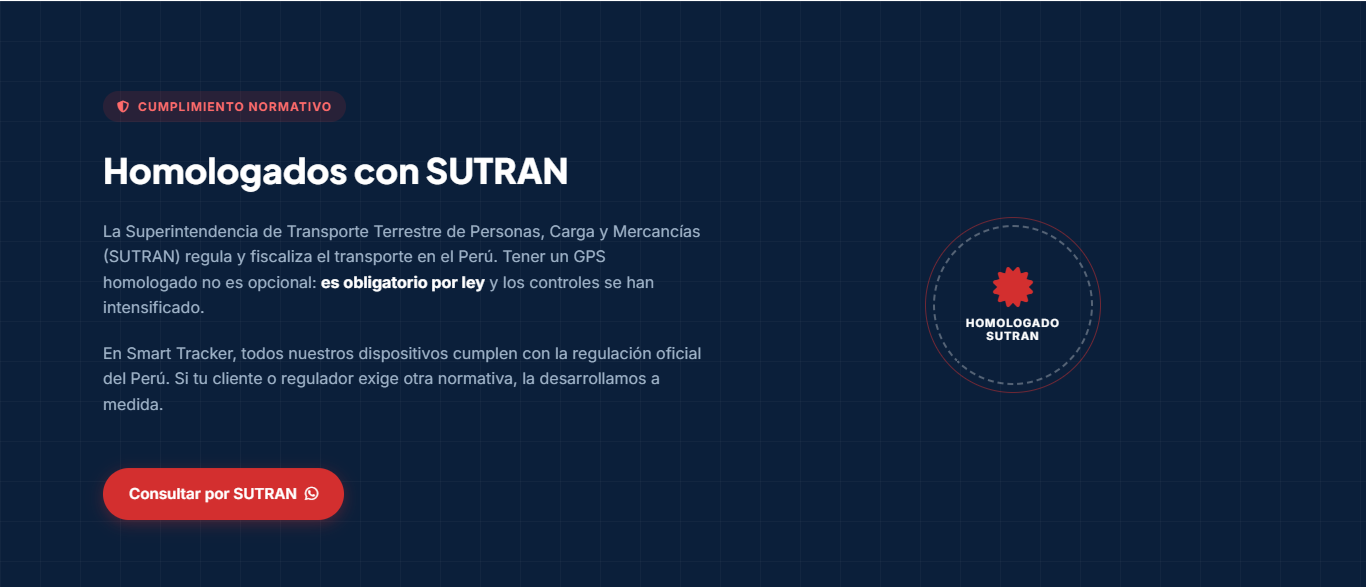 CUMPLIMIENTO NORMATIVO
Homologados con SUTRAN
La Superintendencia de Transporte Terrestre de Personas, Carga y Mercancías
(SUTRAN) regula y fiscaliza el transporte en el Perú. Tener un GPS
homologado no es opcional: es obligatorio por ley y los controles se han
intensificado.
En Smart Tracker, todos nuestros dispositivos cumplen con la regulación oficial
del Perú. Si tu cliente o regulador exige otra normativa, la desarrollamos a
medida.
Consultar por SUTRAN
HOMOLOGADO
SUTRAN